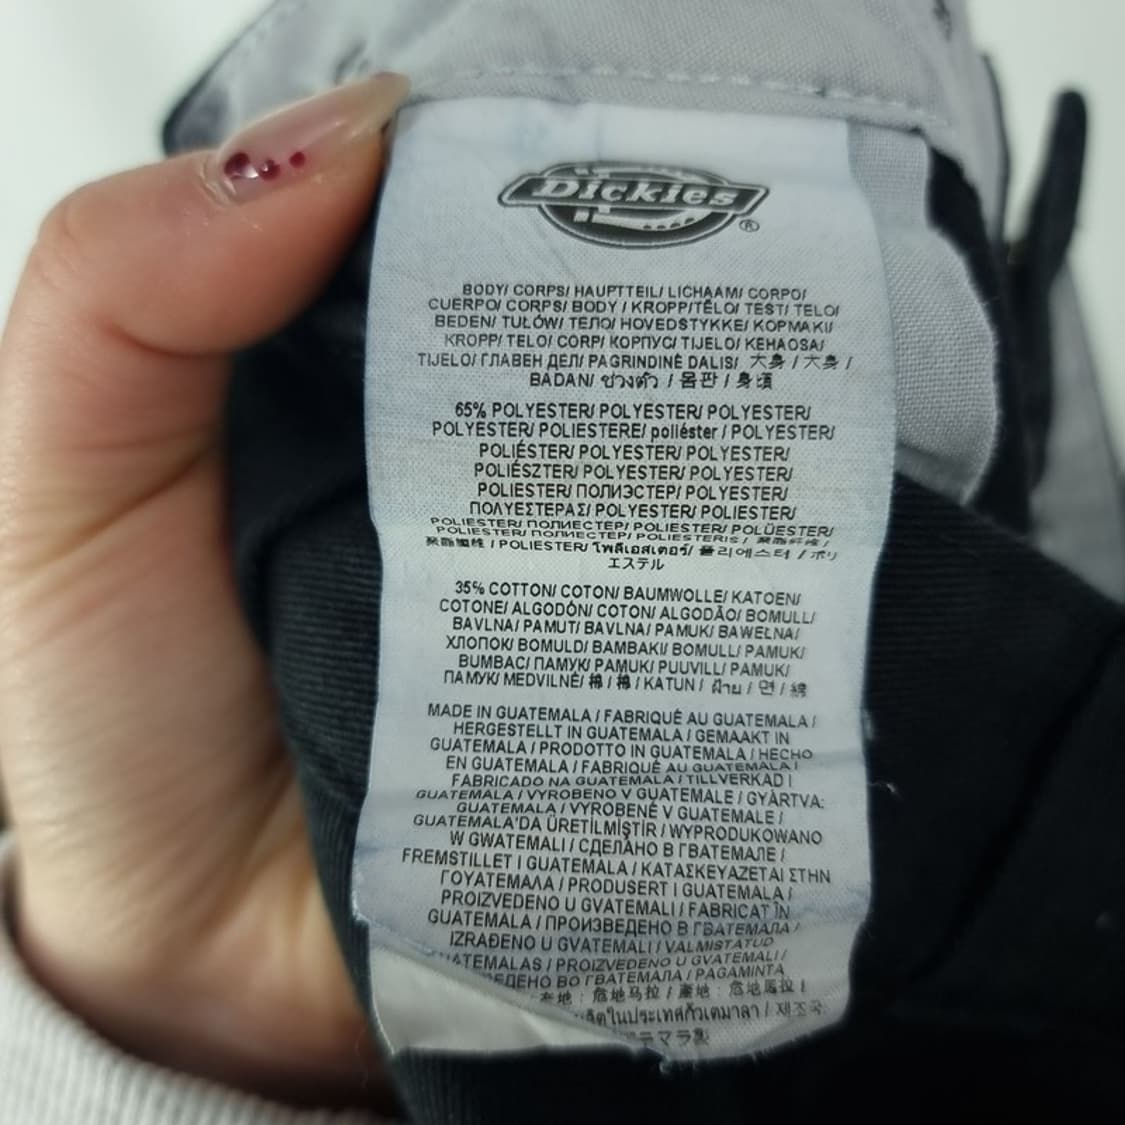 Dickies®
BODY/ CORPS/ HAUPTTEIL/ LICHAAM/ CORPO/
CUERPO/ CORPS/ BODY / KROPP/TĚLO/ TEST/ TELO/
BEDEN/ TUŁÓW/ ТЕЛО/ HOVEDSTYKKE/ ΚΟΡΜΑΚΙ/
KROPP/ TELO/ CORP/ КОРПУС/ TIJELO/ KEHAOSA/
TIJELO/ ГЛАВЕН ДЕЛ/ PAGRINDINĖ DALIS/ 大身 / 大身 /
BADAN/ ช่วงตัว / 몸판 / 身頃
65% POLYESTER/ POLYESTER/ POLYESTER/
POLYESTER/ POLIESTERE/ poliéster / POLYESTER/
POLIÉSTER/ POLYESTER/ POLYESTER/
POLIÉSZTER/ POLYESTER/ POLYESTER/
POLIESTER/ ПОЛИЭСТЕР/ POLYESTER/
ΠΟΛΥΕΣΤΕΡΑΣ/ POLYESTER/ POLIESTER/
POLIESTER/ ПОЛИЕСТЕР/ POLIESTER/ POLÜESTER/
POLIESTER/ ПОЛИЕСТЕР/ POLIESTERIS /
/ POLIESTER/ โพลีเอสเตอร์/ 폴리에스터 / ポリ
エステル
35% COTTON/ COTON/ BAUMWOLLE/ KATOEN/
COTONE/ ALGODÓN/ COTON/ ALGODÃO/ BOMULL/
BAVLNA/ PAMUT/ BAVLNA/ PAMUK/ BAWEŁNA/
ХЛОПОК/ BOMULD/ ΒΑΜΒΑΚΙ/ BOMULL/ PAMUK/
BUMBAC/ ПАМУК/ PAMUK/ PUUVILL/ PAMUK/
ПАМУК/ MEDVILNĖ/ 棉 / 棉 / KATUN / ฝ้าย / 면 / 綿
MADE IN GUATEMALA / FABRIQUÉ AU GUATEMALA /
HERGESTELLT IN GUATEMALA / GEMAAKT IN
GUATEMALA / PRODOTTO IN GUATEMALA / HECHO
EN GUATEMALA / FABRIQUÉ AU GUATEMALA /
FABRICADO NA GUATEMALA / TILLVERKAD I
GUATEMALA / VYROBENO V GUATEMALE / GYÁRTVA:
GUATEMALA / VYROBENÉ V GUATEMALE /
GUATEMALA'DA ÜRETİLMİŞTİR / WYPRODUKOWANO
W GWATEMALI / СДЕЛАНО В ГВАТЕМАЛЕ /
FREMSTILLET I GUATEMALA / ΚΑΤΑΣΚΕΥΑΖΕΤΑΙ ΣΤΗΝ
ΓΟΥΑΤΕΜΑΛΑ / PRODUSERT I GUATEMALA /
PROIZVEDENO U GVATEMALI / FABRICAT ÎN
GUATEMALA / ПРОИЗВЕДЕНО В ГВАТЕМАЛА /
IZRAĐENO U GVATEMALI / VALMISTATUD
/ PROIZVEDENO U GVATEMALI /
ВО ГВАТЕМАЛА / PAGAMINTA
: 危地马拉 / 產地 : 危地馬拉 /
/ 제조국